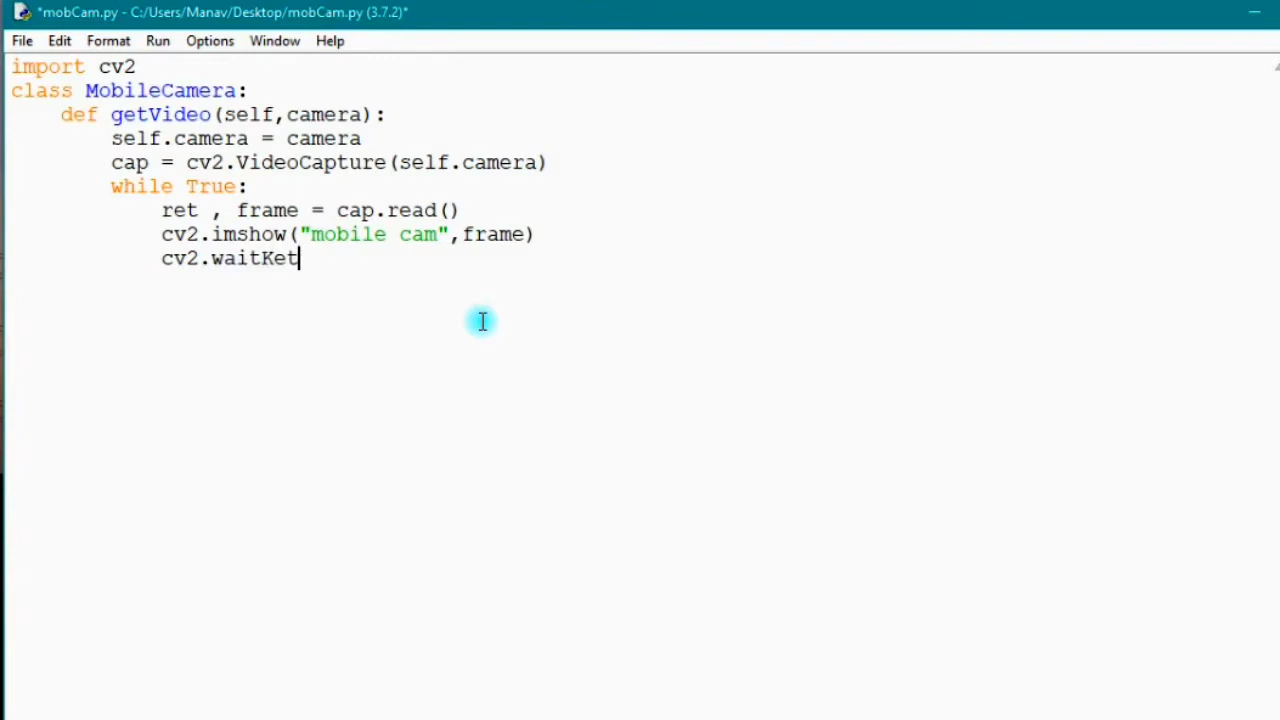 *mobCam.py - C:/Users/Manav/Desktop/mobCam.py (3.7.2)*
File Edit Format Run Options Window Help
import cv2
class MobileCamera:
    def getVideo(self,camera):
        self.camera = camera
        cap = cv2.VideoCapture(self.camera)
        while True:
            ret , frame = cap.read()
            cv2.imshow("mobile cam",frame)
            cv2.waitKet